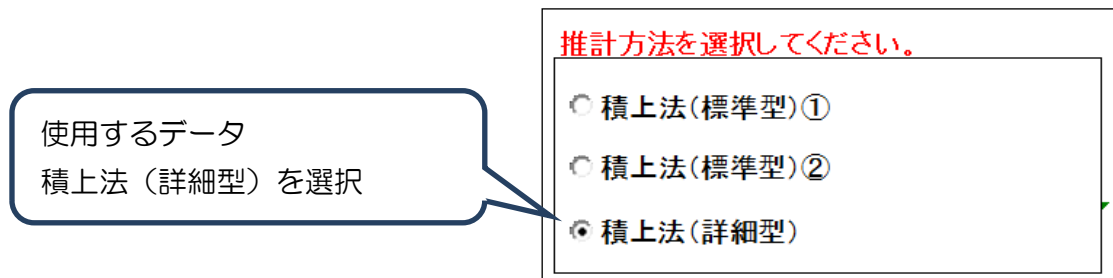 推計方法を選択してください。
積上法(標準型)①
積上法(標準型)②
積上法(詳細型)
使用するデータ
積上法（詳細型）を選択